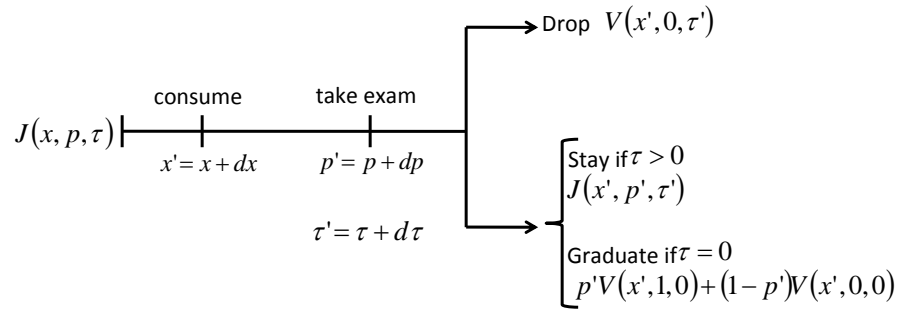 Drop V(x',0,τ')
consume
take exam
J(x, p,τ)
x'= x + dx
p'= p + dp
Stay if τ > 0
J(x', p',τ')
τ'= τ + dτ
Graduate if τ = 0
p'V(x',1,0)+(1− p')V(x',0,0)